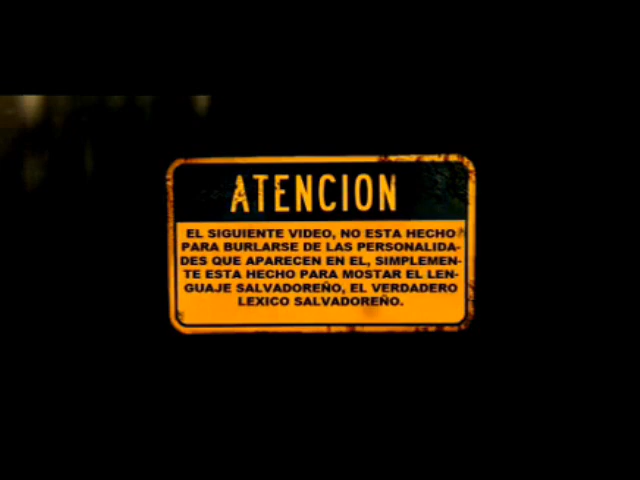 ATENCION
EL SIGUIENTE VIDEO, NO ESTA HECHO
PARA BURLARSE DE LAS PERSONALIDA-
DES QUE APARECEN EN EL, SIMPLEMEN-
TE ESTA HECHO PARA MOSTAR EL LEN-
GUAJE SALVADOREÑO, EL VERDADERO
LEXICO SALVADOREÑO.